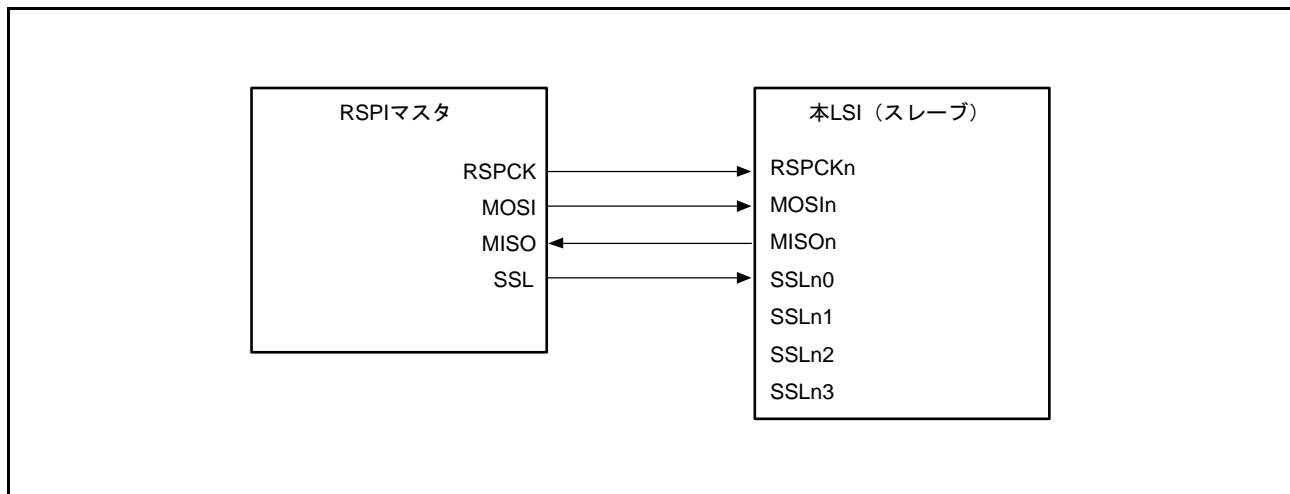 RSPIマスタ
RSPCK
MOSI
MISO
SSL
本LSI（スレーブ）
RSPCKn
MOSIn
MISOn
SSLn0
SSLn1
SSLn2
SSLn3